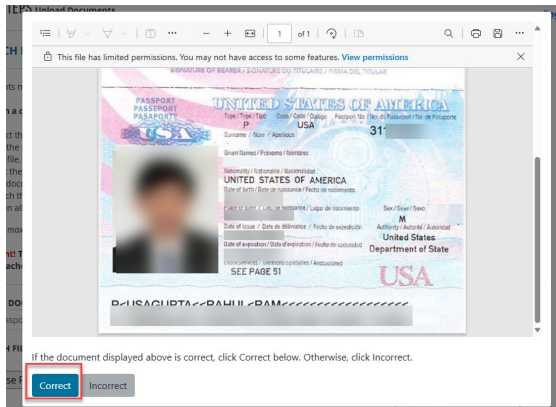 Upload Documents
1 of 1
This file has limited permissions. You may not have access to some features. View permissions
SIGNATURE OF BEARER / SIGNATURE DU TITULAIRE / FIRMA DEL TITULAR
PASSPORT
PASSEPORT
PASAPORTE
UNITED STATES OF AMERICA
Type / Type / Tipo Code / Code / Codigo Passport No. / No. du Passeport / No. de Pasaporte
P USA 31
Surname / Nom / Apellidos
Given Names / Prénoms / Nombres
Nationality / Nationalité / Nacionalidad
UNITED STATES OF AMERICA
Date of birth / Date de naissance / Fecha de nacimiento
Place of birth / Lieu de naissance / Lugar de nacimiento Sex / Sexe / Sexo
M
Date of issue / Date de délivrance / Fecha de expedición Authority / Autorité / Autoridad
United States
Date of expiration / Date d'expiration / Fecha de caducidad Department of State
Endorsements / Mentions Spéciales / Anotaciones
SEE PAGE 51
USA
P<USAGUPTA<<RAHUL<RAM<<<<<<<<<<<<<<<<<<
If the document displayed above is correct, click Correct below. Otherwise, click Incorrect.
Correct Incorrect